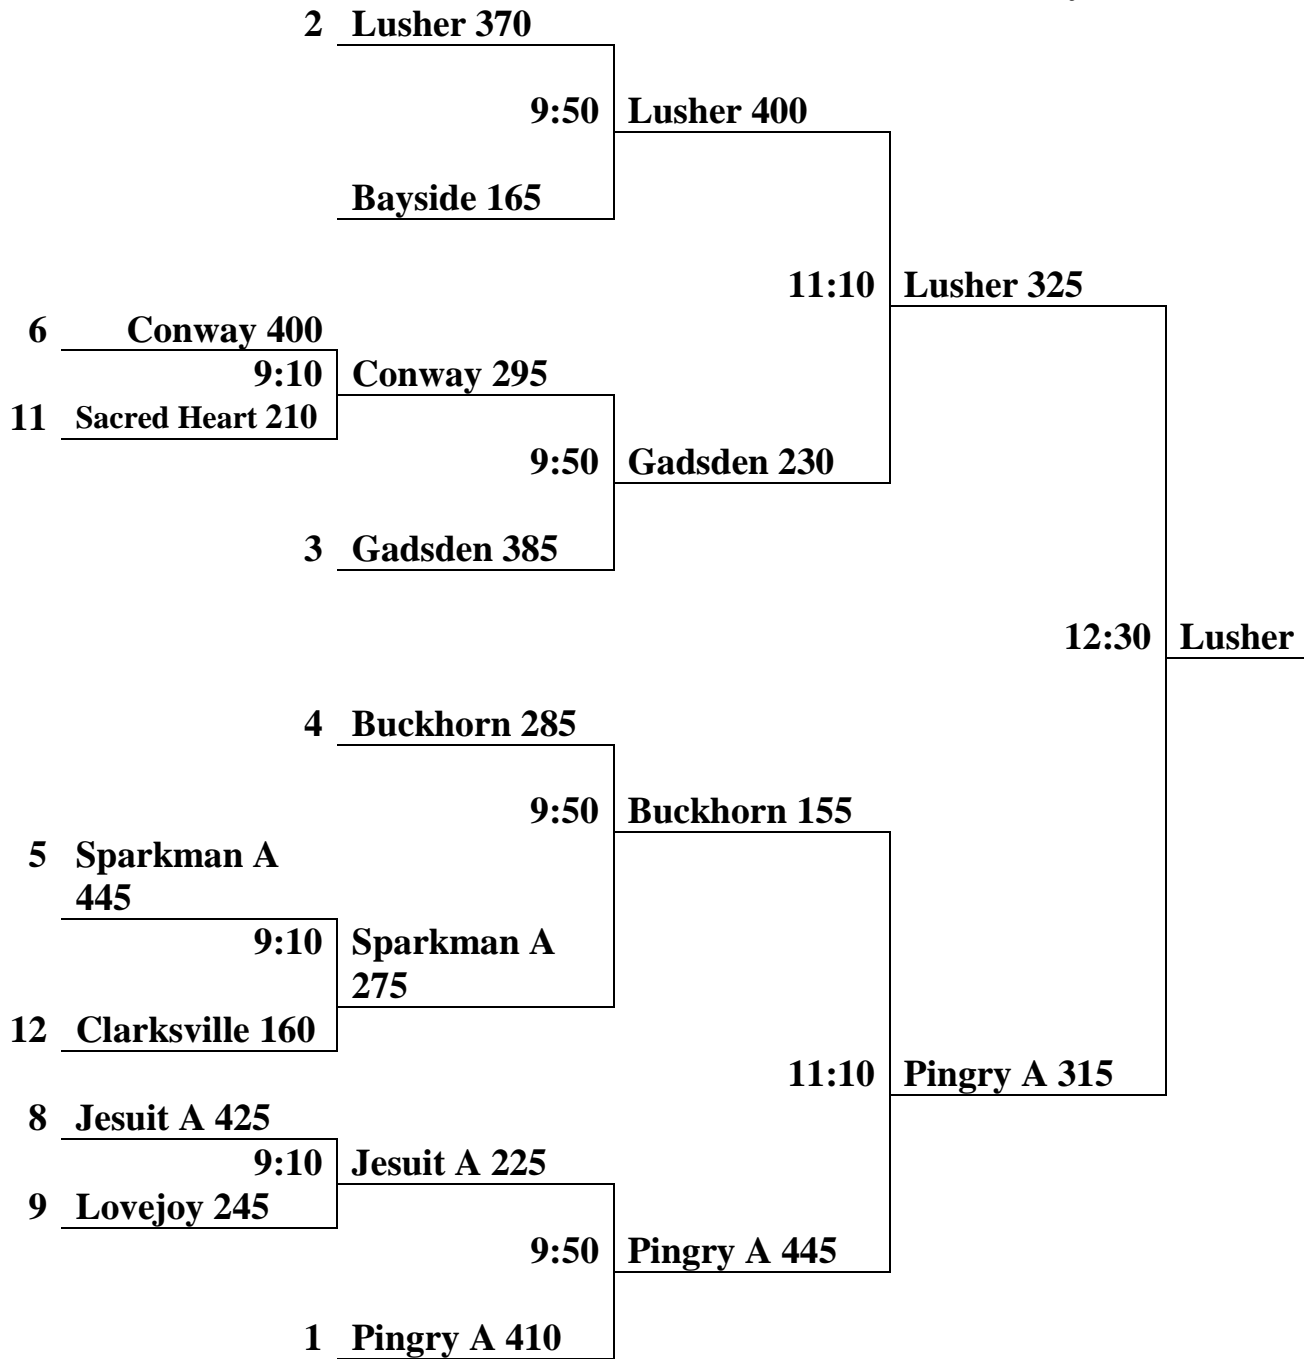 2 Lusher 370
9:50 Lusher 400
Bayside 165
11:10 Lusher 325
6 Conway 400
9:10 Conway 295
11 Sacred Heart 210
9:50 Gadsden 230
3 Gadsden 385
12:30 Lusher
4 Buckhorn 285
9:50 Buckhorn 155
5 Sparkman A
445
9:10 Sparkman A
275
12 Clarksville 160
11:10 Pingry A 315
8 Jesuit A 425
9:10 Jesuit A 225
9 Lovejoy 245
9:50 Pingry A 445
1 Pingry A 410